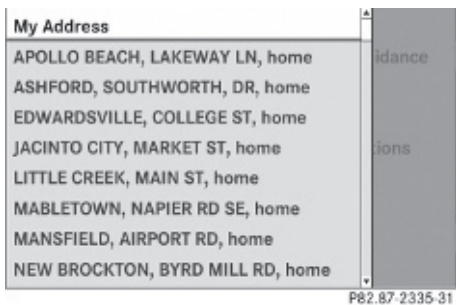 My Address
APOLLO BEACH, LAKEWAY LN, home
idance
ASHFORD, SOUTHWORTH, DR, home
EDWARDSVILLE, COLLEGE ST, home
JACINTO CITY, MARKET ST, home
tions
LITTLE CREEK, MAIN ST, home
MABLETOWN, NAPIER RD SE, home
MANSFIELD, AIRPORT RD, home
NEW BROCKTON, BYRD MILL RD, home
P82.87-2335-31